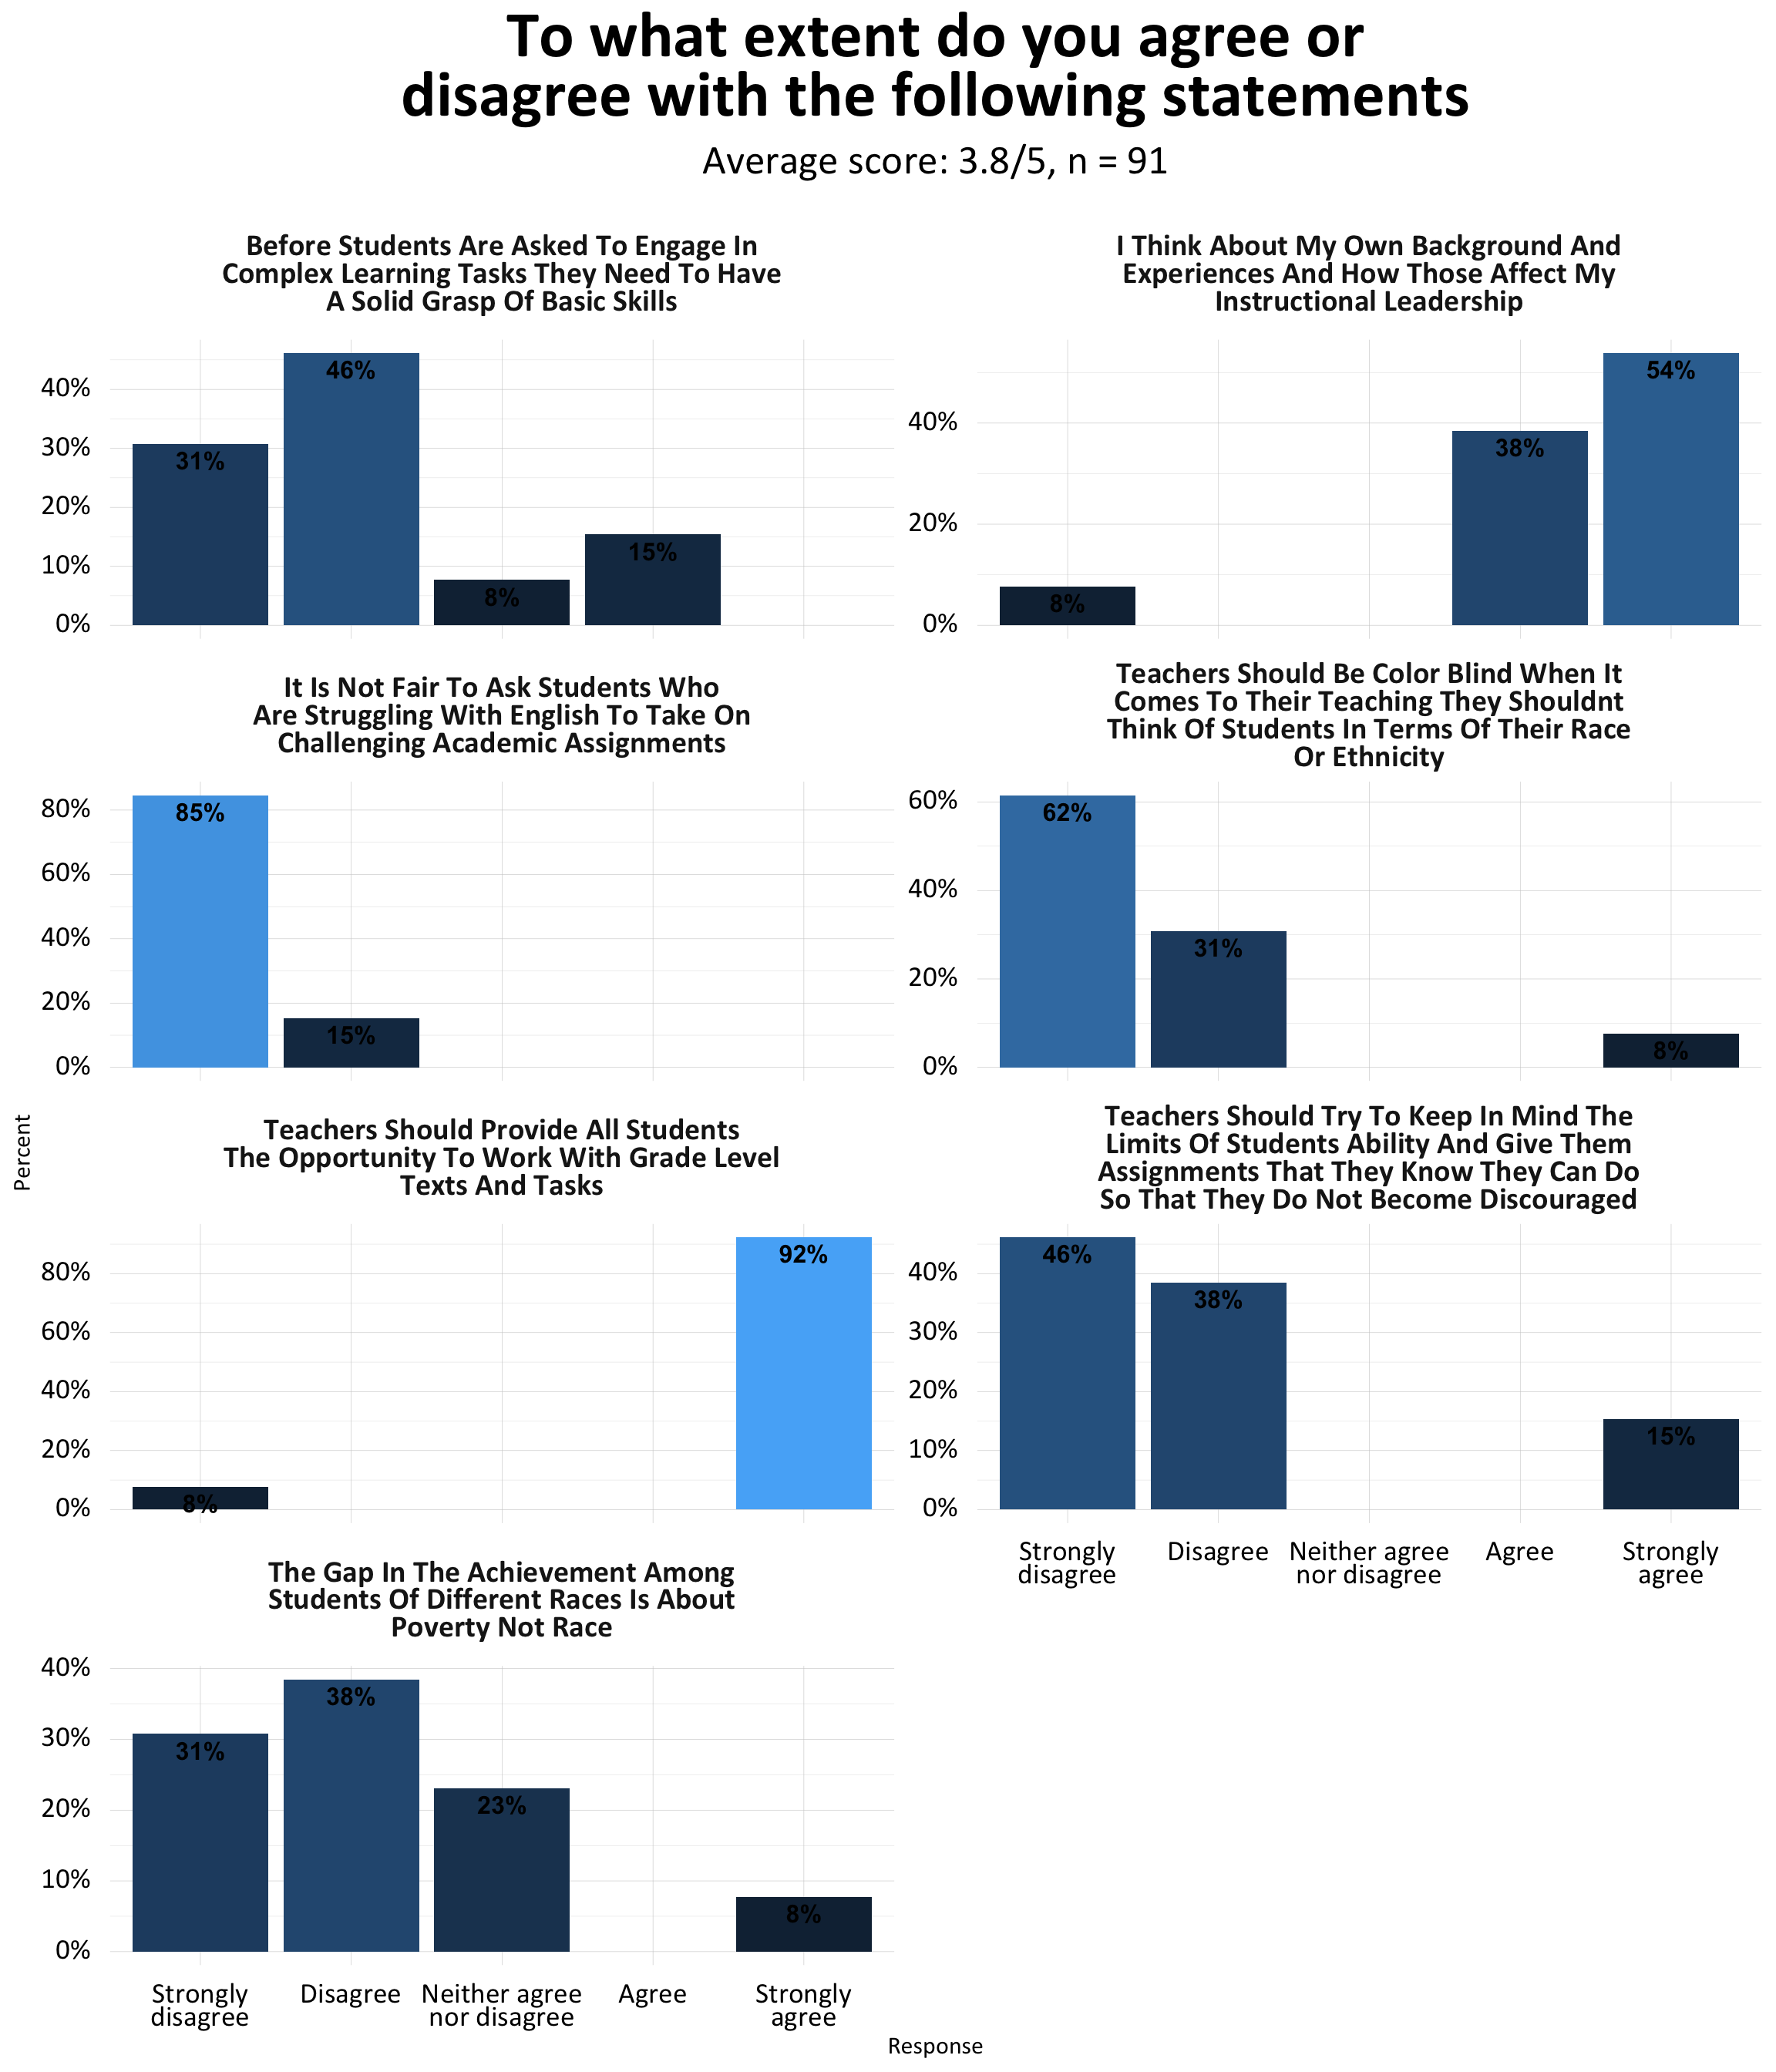 To what extent do you agree or
disagree with the following statements
Average score: 3.8/5, n = 91
Before Students Are Asked To Engage In
Complex Learning Tasks They Need To Have
A Solid Grasp Of Basic Skills
40%
30%
20%
10%
0%
31%
46%
8%
15%
I Think About My Own Background And
Experiences And How Those Affect My
Instructional Leadership
40%
20%
0%
8%
38%
54%
It Is Not Fair To Ask Students Who
Are Struggling With English To Take On
Challenging Academic Assignments
80%
60%
40%
20%
0%
85%
15%
Teachers Should Be Color Blind When It
Comes To Their Teaching They Shouldnt
Think Of Students In Terms Of Their Race
Or Ethnicity
60%
40%
20%
0%
62%
31%
8%
Percent
Teachers Should Provide All Students
The Opportunity To Work With Grade Level
Texts And Tasks
80%
60%
40%
20%
0%
8%
92%
Teachers Should Try To Keep In Mind The
Limits Of Students Ability And Give Them
Assignments That They Know They Can Do
So That They Do Not Become Discouraged
40%
30%
20%
10%
0%
46%
38%
15%
Strongly
disagree
Disagree
Neither agree
nor disagree
Agree
Strongly
agree
The Gap In The Achievement Among
Students Of Different Races Is About
Poverty Not Race
40%
30%
20%
10%
0%
31%
38%
23%
8%
Strongly
disagree
Disagree
Neither agree
nor disagree
Agree
Strongly
agree
Response